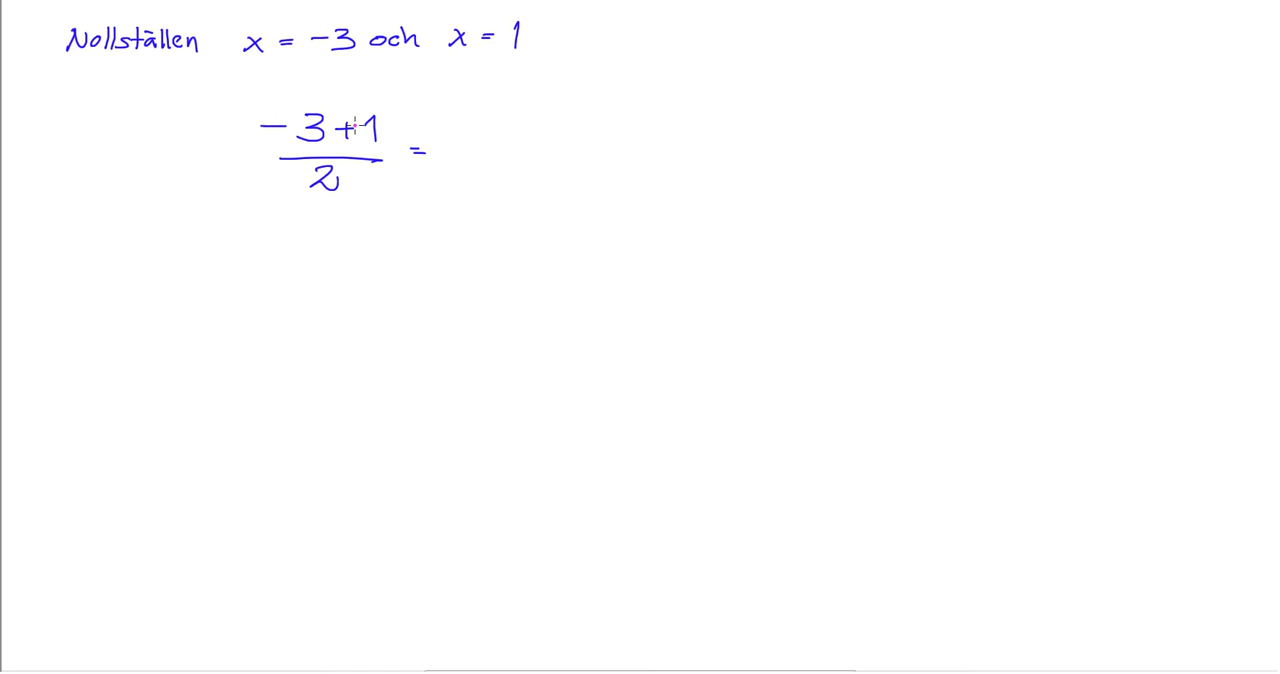 Nollställen x = -3 och x = 1
-3+1
2
=